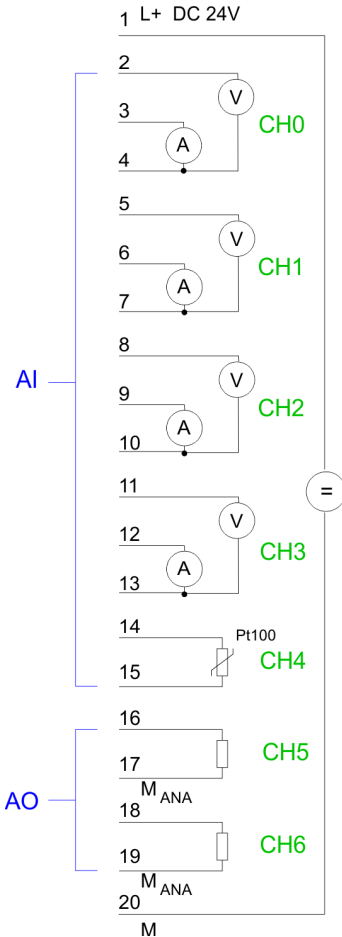 1 L+ DC 24V
2
V
3
CH0
A
4
5
V
6
CH1
A
7
8
V
AI
9
CH2
A
10
11
=
V
12
CH3
A
13
14
Pt100
CH4
15
16
CH5
17
M ANA
AO
18
CH6
19
M ANA
20
M